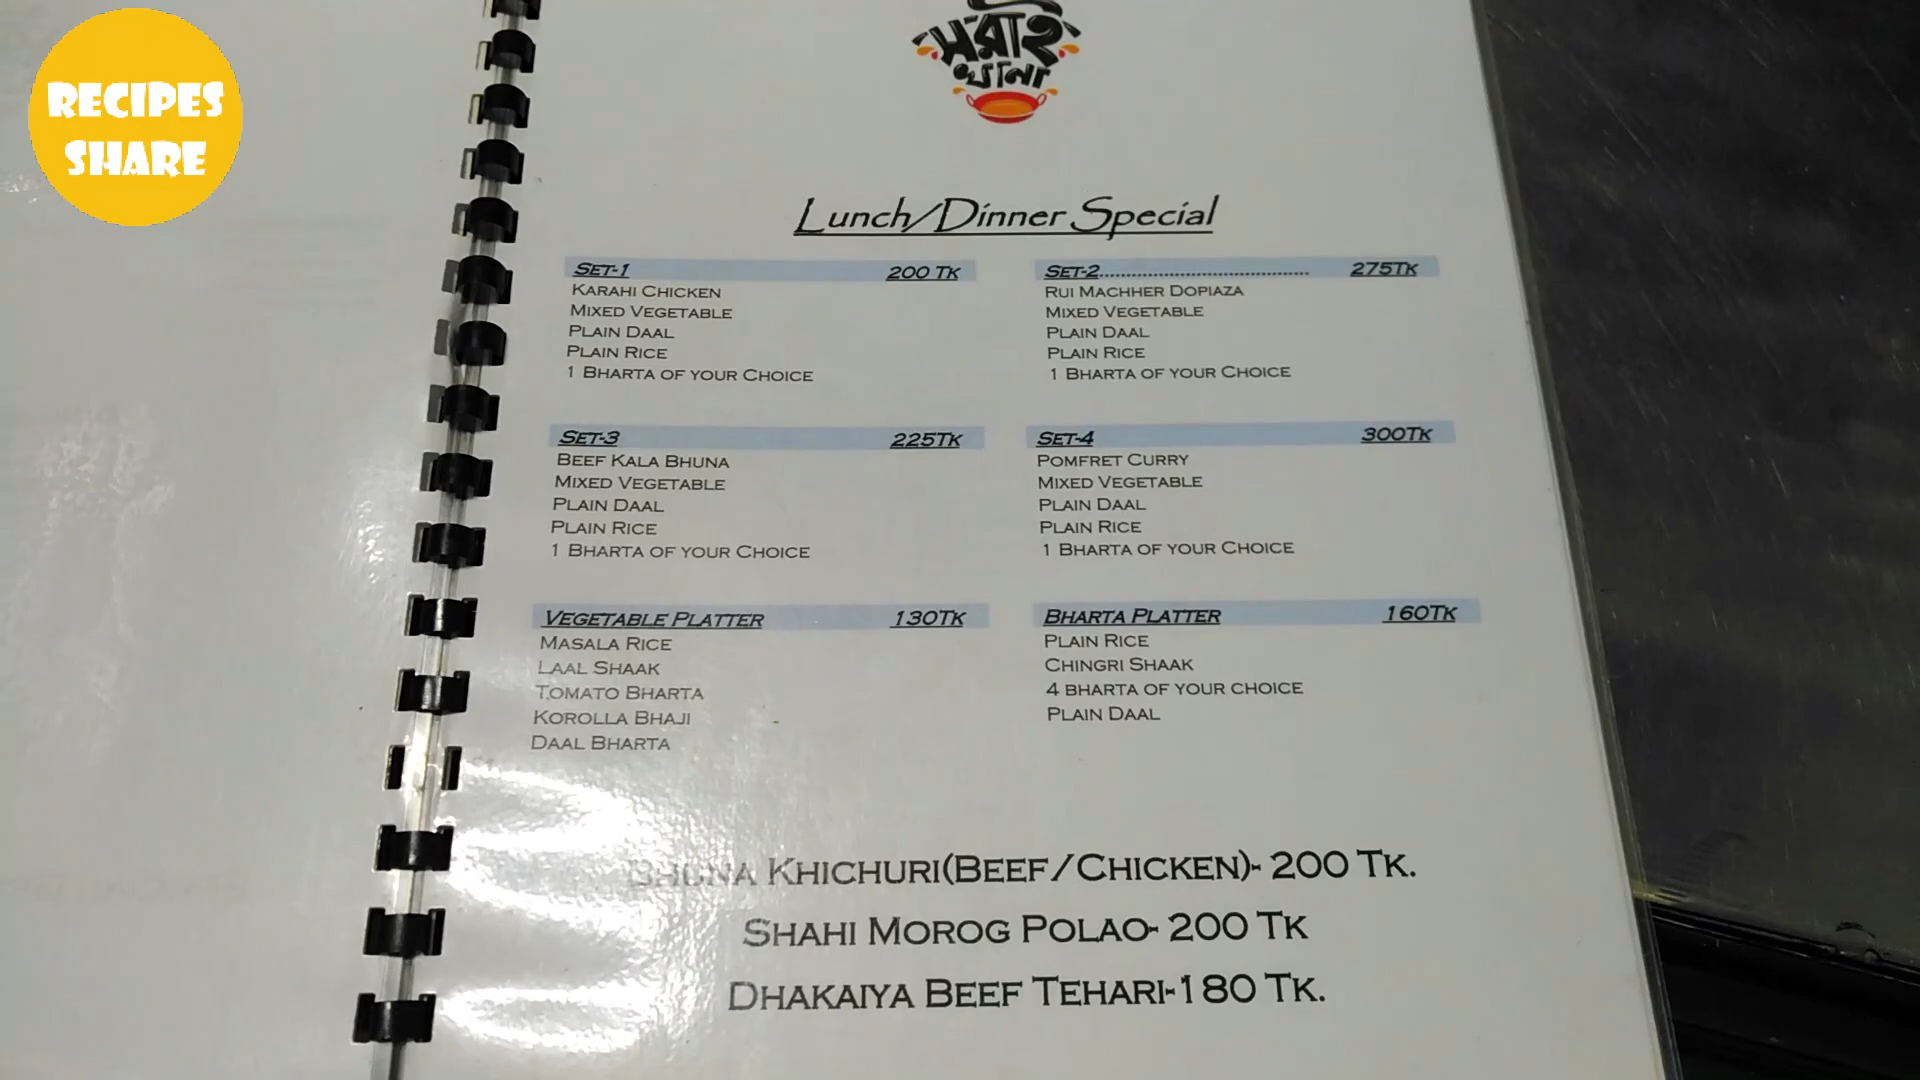 RECIPES
SHARE
সরাই
খানা
Lunch/Dinner Special
SET-1 200 TK
KARAHI CHICKEN
MIXED VEGETABLE
PLAIN DAAL
PLAIN RICE
1 BHARTA OF YOUR CHOICE
SET-2....................................... 275TK
RUI MACHHER DOPIAZA
MIXED VEGETABLE
PLAIN DAAL
PLAIN RICE
1 BHARTA OF YOUR CHOICE
SET-3 225TK
BEEF KALA BHUNA
MIXED VEGETABLE
PLAIN DAAL
PLAIN RICE
1 BHARTA OF YOUR CHOICE
SET-4 300TK
POMFRET CURRY
MIXED VEGETABLE
PLAIN DAAL
PLAIN RICE
1 BHARTA OF YOUR CHOICE
VEGETABLE PLATTER 130TK
MASALA RICE
LAAL SHAAK
TOMATO BHARTA
KOROLLA BHAJI
DAAL BHARTA
BHARTA PLATTER 160TK
PLAIN RICE
CHINGRI SHAAK
4 BHARTA OF YOUR CHOICE
PLAIN DAAL
BHUNA KHICHURI(BEEF/CHICKEN)- 200 TK.
SHAHI MOROG POLAO- 200 TK
DHAKAIYA BEEF TEHARI-180 TK.